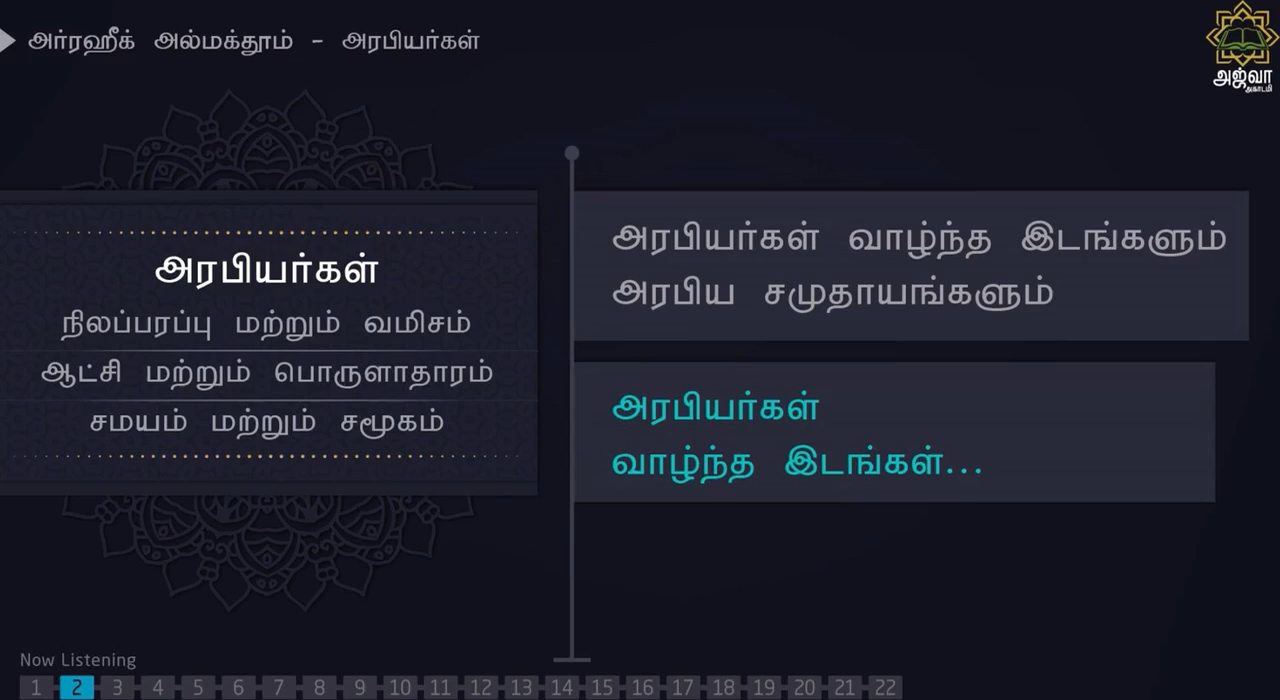 அர்ரஹீக் அல்மக்தூம் - அரபியர்கள்
அஜ்வா
அகாடமி
அரபியர்கள்
நிலப்பரப்பு மற்றும் வமிசம்
ஆட்சி மற்றும் பொருளாதாரம்
சமயம் மற்றும் சமூகம்
அரபியர்கள் வாழ்ந்த இடங்களும்
அரபிய சமுதாயங்களும்
அரபியர்கள்
வாழ்ந்த இடங்கள்...
Now Listening
1 2 3 4 5 6 7 8 9 10 11 12 13 14 15 16 17 18 19 20 21 22